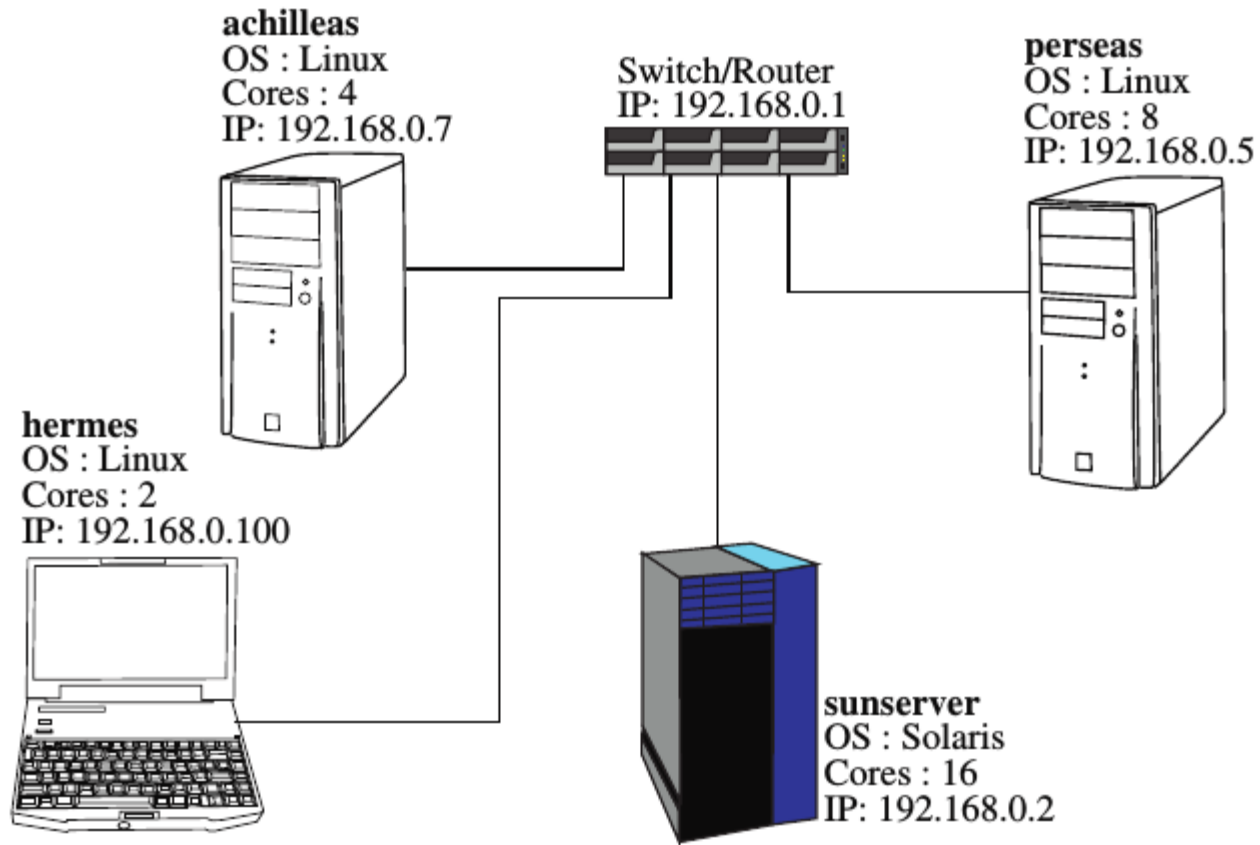 achilleas
OS : Linux
Cores : 4
IP: 192.168.0.7
Switch/Router
IP: 192.168.0.1
perseas
OS : Linux
Cores : 8
IP: 192.168.0.5
hermes
OS : Linux
Cores : 2
IP: 192.168.0.100
sunserver
OS : Solaris
Cores : 16
IP: 192.168.0.2